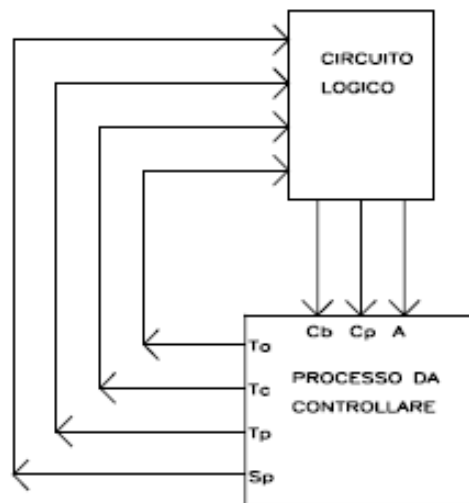 CIRCUITO
LOGICO
Cb Cp A
To
Tc
Tp
Sp
PROCESSO DA
CONTROLLARE